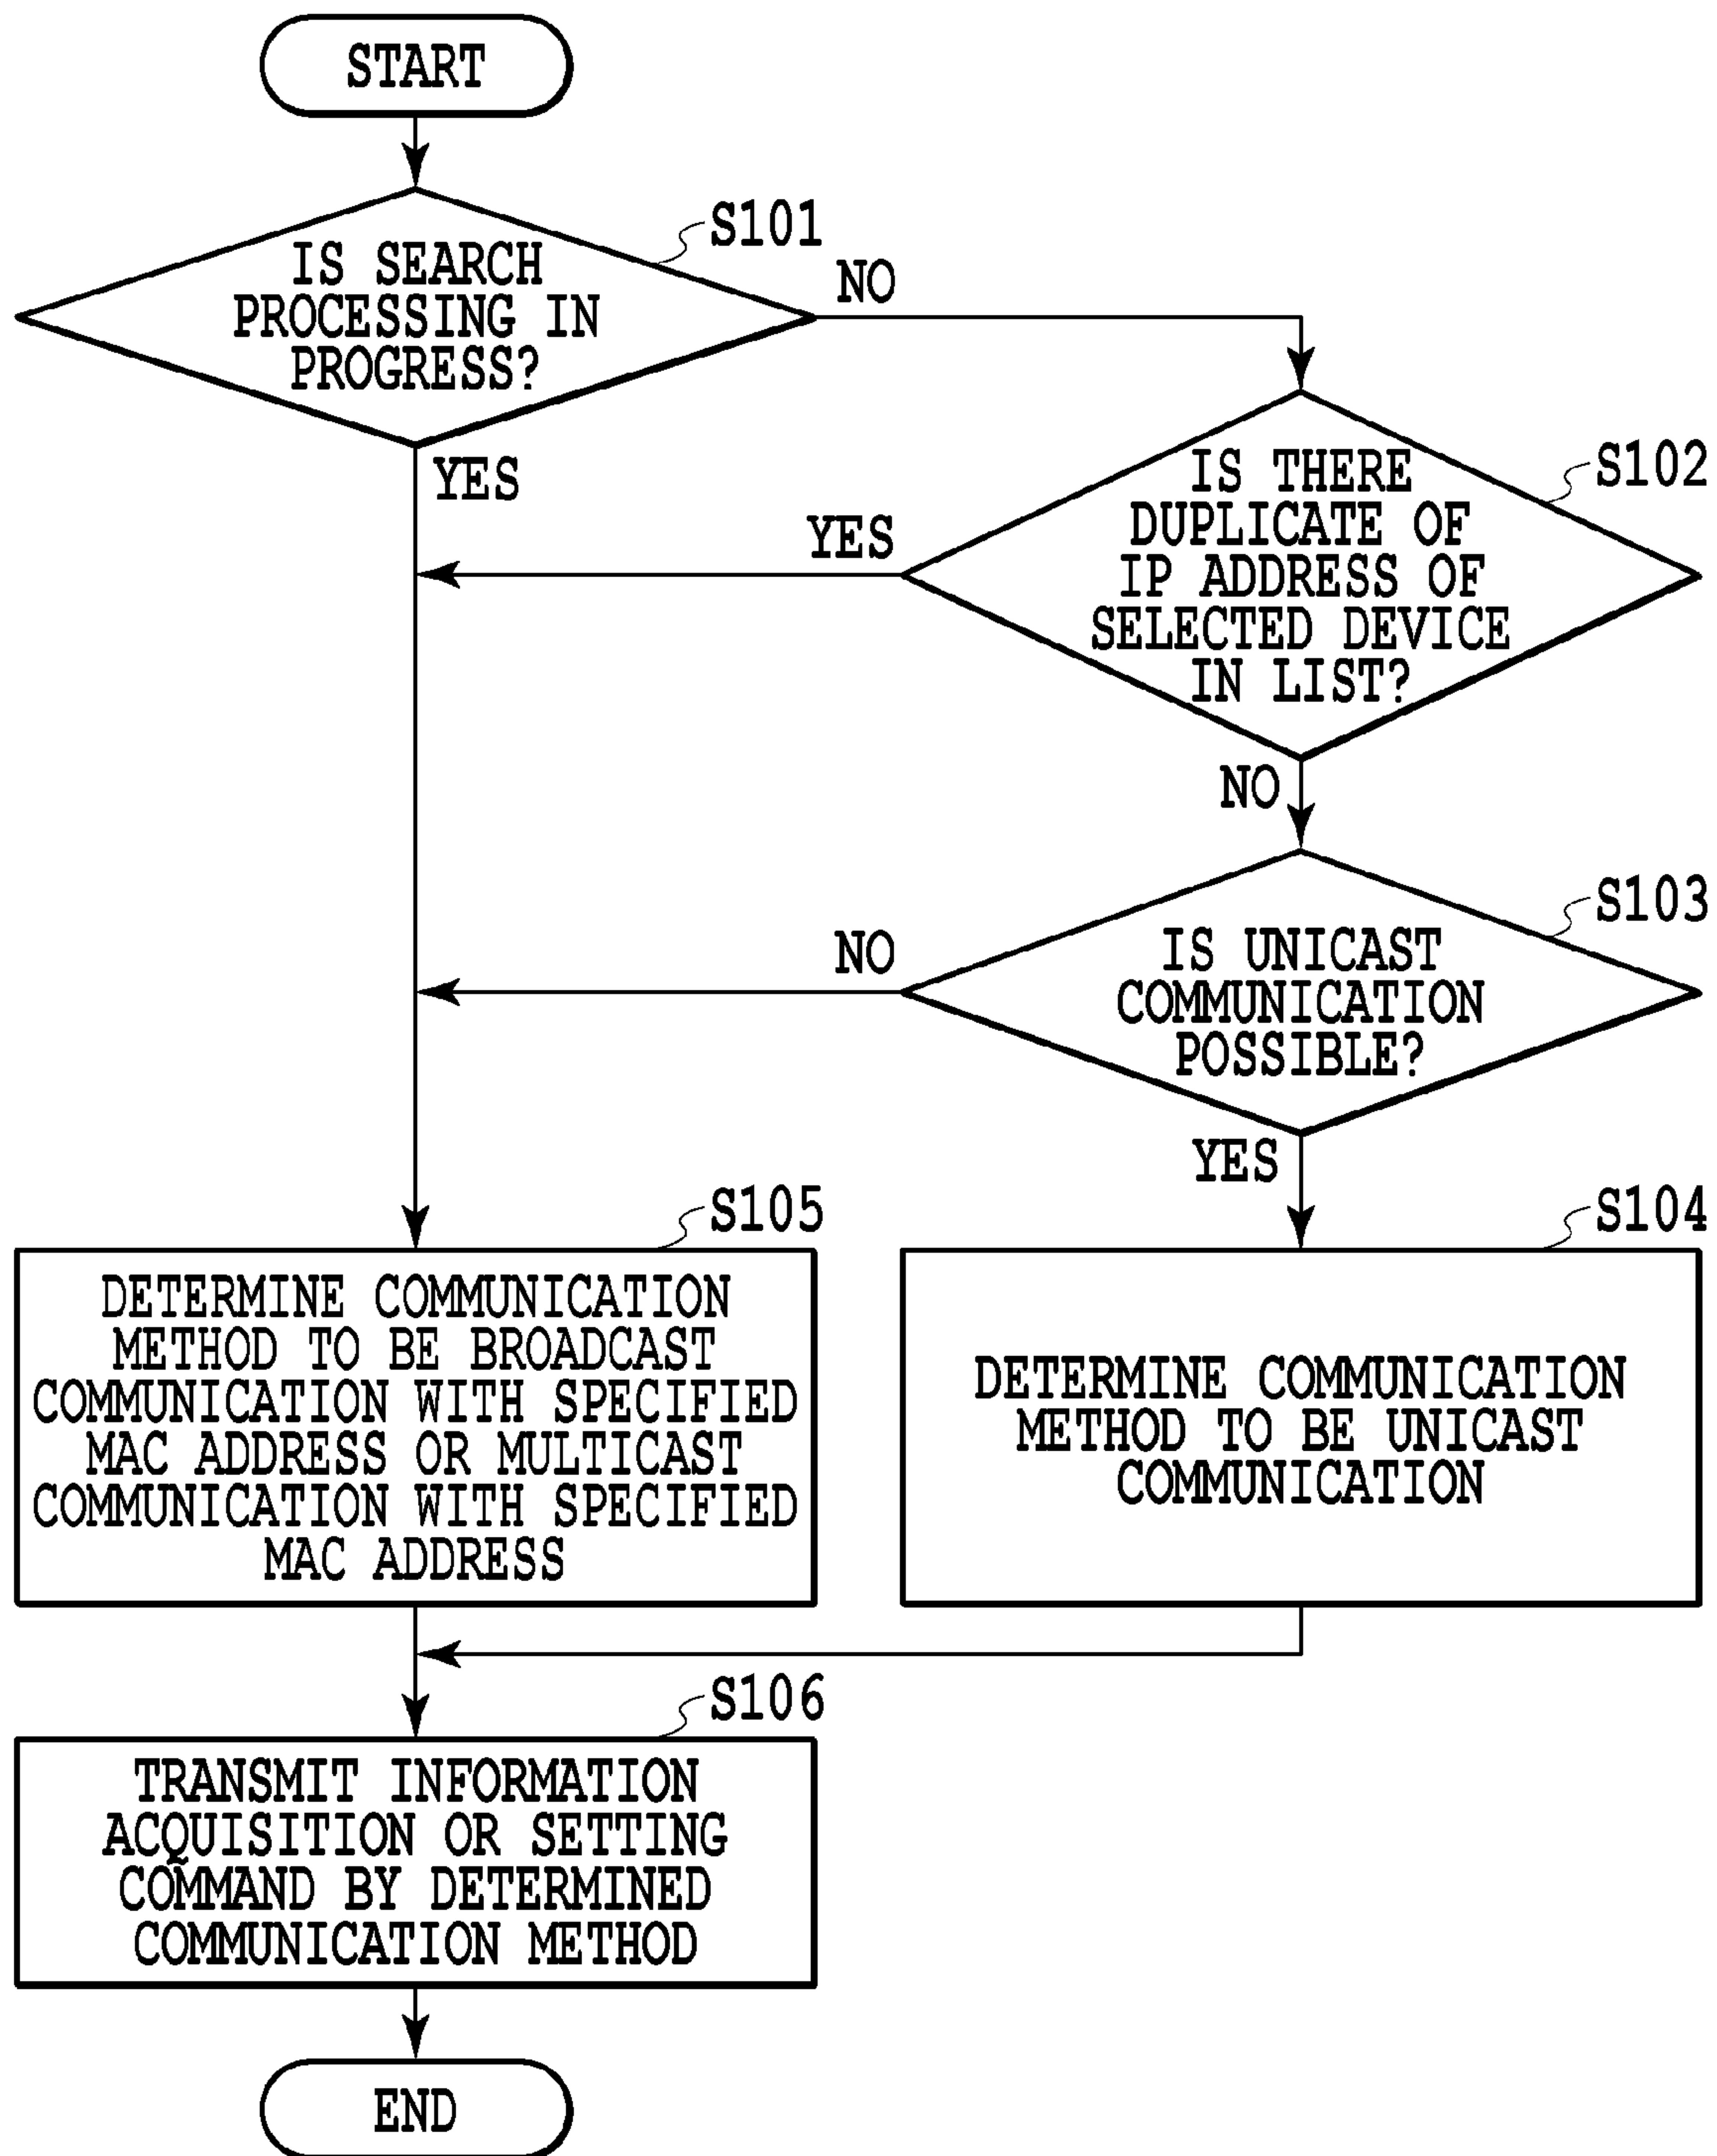 START
S101
IS SEARCH
PROCESSING IN
PROGRESS?
NO
YES
S102
IS THERE
DUPLICATE OF
IP ADDRESS OF
SELECTED DEVICE
IN LIST?
YES
NO
S103
IS UNICAST
COMMUNICATION
POSSIBLE?
NO
YES
S105
DETERMINE COMMUNICATION
METHOD TO BE BROADCAST
COMMUNICATION WITH SPECIFIED
MAC ADDRESS OR MULTICAST
COMMUNICATION WITH SPECIFIED
MAC ADDRESS
S104
DETERMINE COMMUNICATION
METHOD TO BE UNICAST
COMMUNICATION
S106
TRANSMIT INFORMATION
ACQUISITION OR SETTING
COMMAND BY DETERMINED
COMMUNICATION METHOD
END